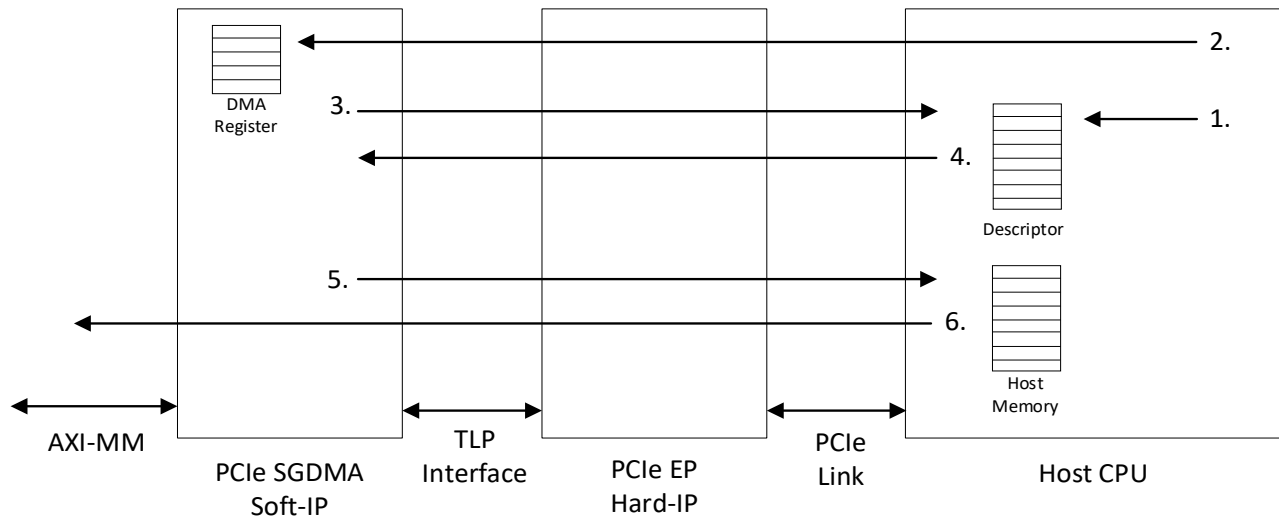 2.
DMA
Register
3.
1.
4.
Descriptor
5.
6.
Host
Memory
AXI-MM
TLP
Interface
PCIe
Link
PCIe SGDMA
Soft-IP
PCIe EP
Hard-IP
Host CPU